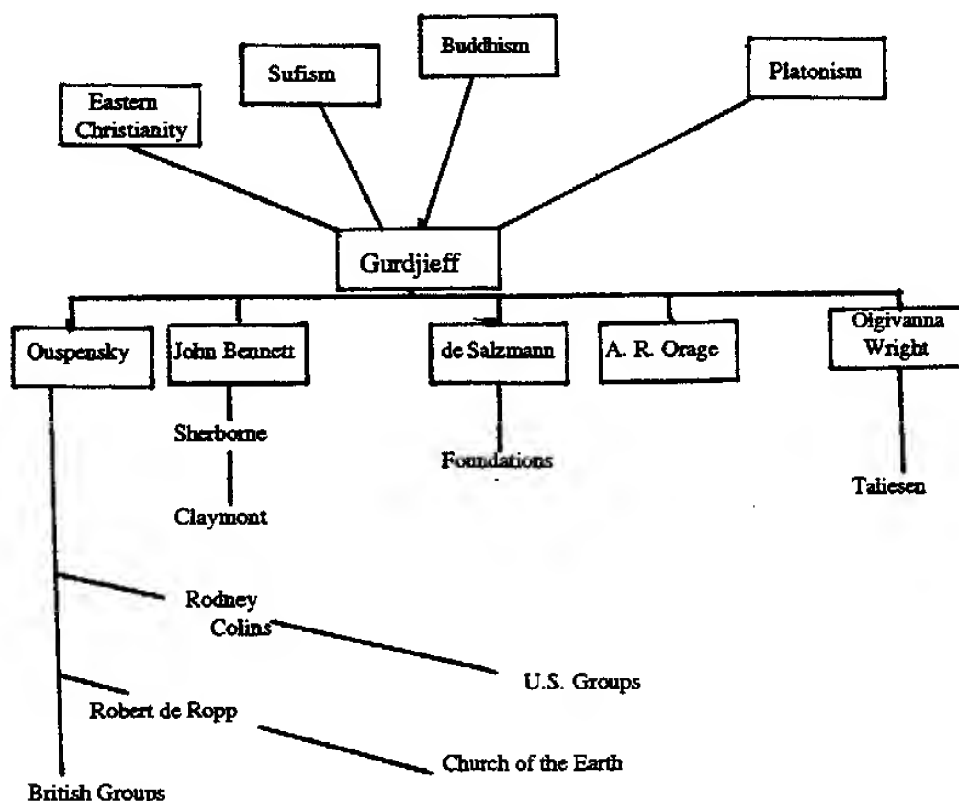 Buddhism
Sufism
Platonism
Eastern
Christianity
Gurdjieff
Ouspensky
John Bennett
de Salzmann
A. R. Orage
Olgivanna
Wright
Sherborne
Foundations
Taliesen
Claymont
Rodney
Colins
U.S. Groups
Robert de Ropp
Church of the Earth
British Groups